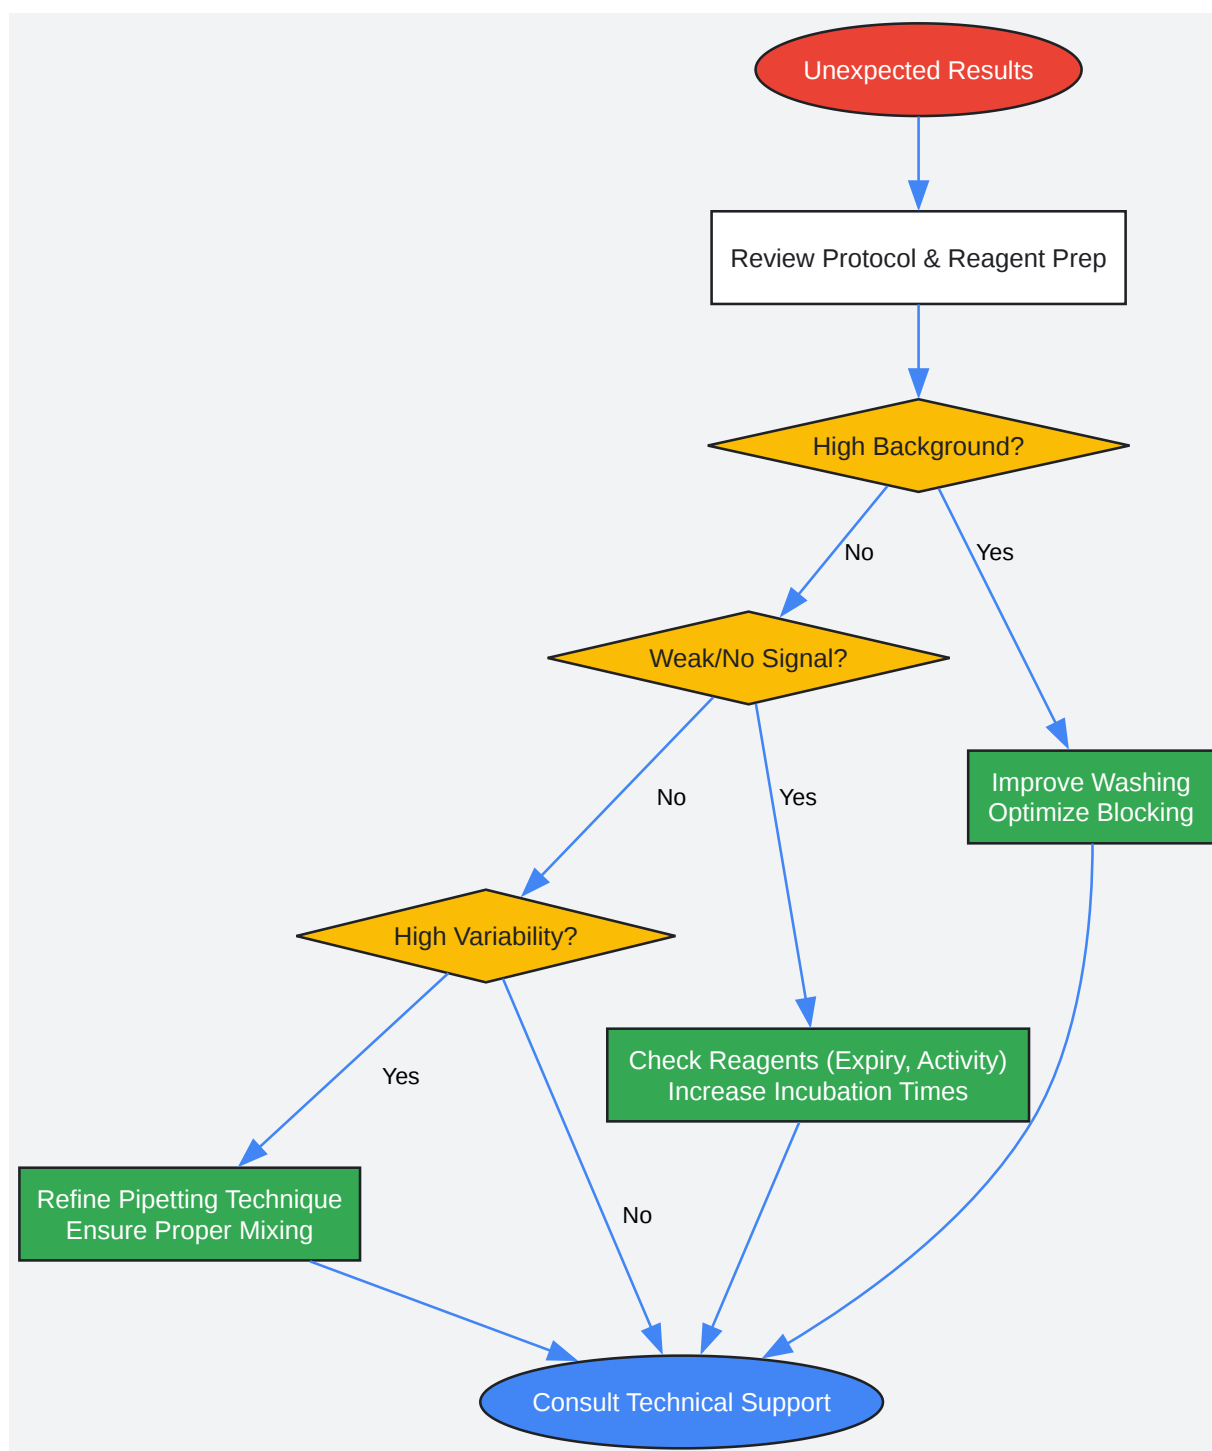 Unexpected Results
Review Protocol & Reagent Prep
High Background?
No
Yes
Weak/No Signal?
Improve Washing
Optimize Blocking
No
Yes
High Variability?
Check Reagents (Expiry, Activity)
Increase Incubation Times
Yes
Refine Pipetting Technique
Ensure Proper Mixing
No
Consult Technical Support